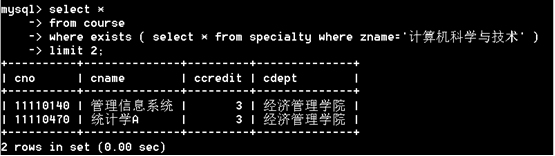 mysql> select *
    -> from course
    -> where exists ( select * from specialty where zname='计算机科学与技术' )
    -> limit 2;
+----------+--------------+---------+--------------+
| cno      | cname        | ccredit | cdept        |
+----------+--------------+---------+--------------+
| 11110140 | 管理信息系统 |       3 | 经济管理学院 |
| 11110470 | 统计学A      |       3 | 经济管理学院 |
+----------+--------------+---------+--------------+
2 rows in set (0.00 sec)